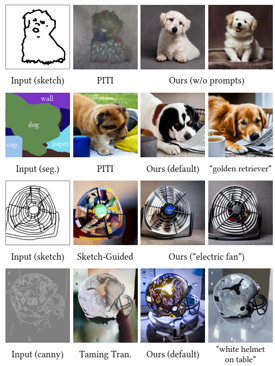 Input (sketch) PITI Ours (w/o prompts)
wall
dog
cup
paper
Input (seg.) PITI Ours (default) "golden retriever"
Input (sketch) Sketch-Guided Ours ("electric fan")
Input (canny) Taming Tran. Ours (default) "white helmet
on table"